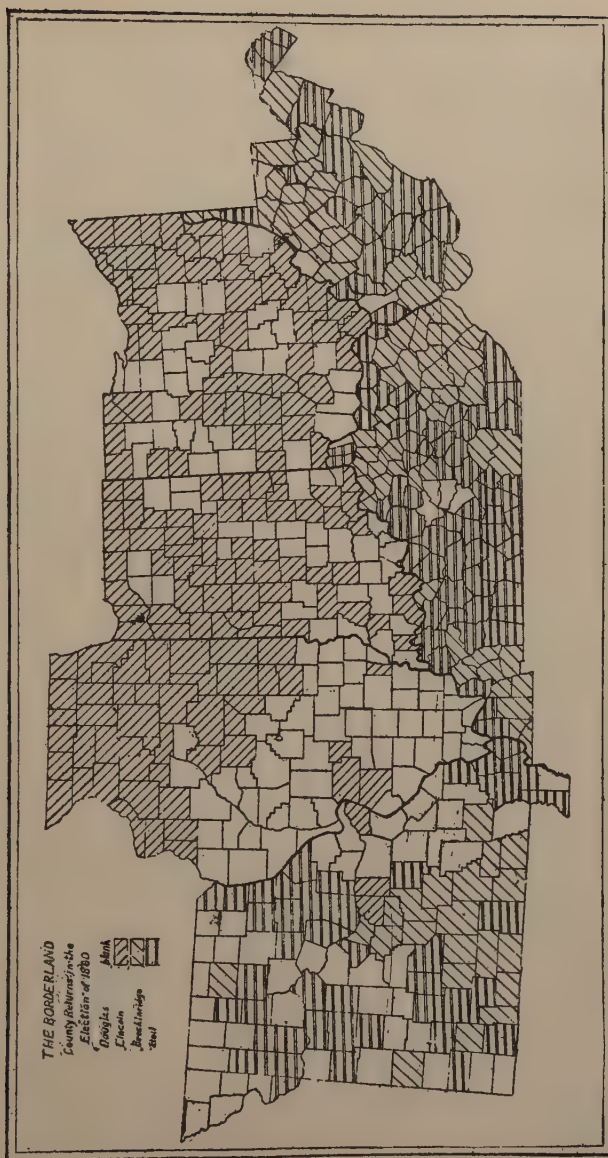 THE BORDERLAND
County Returns in the
Election of 1860
Douglas blank
Lincoln
Breckinridge
Bell